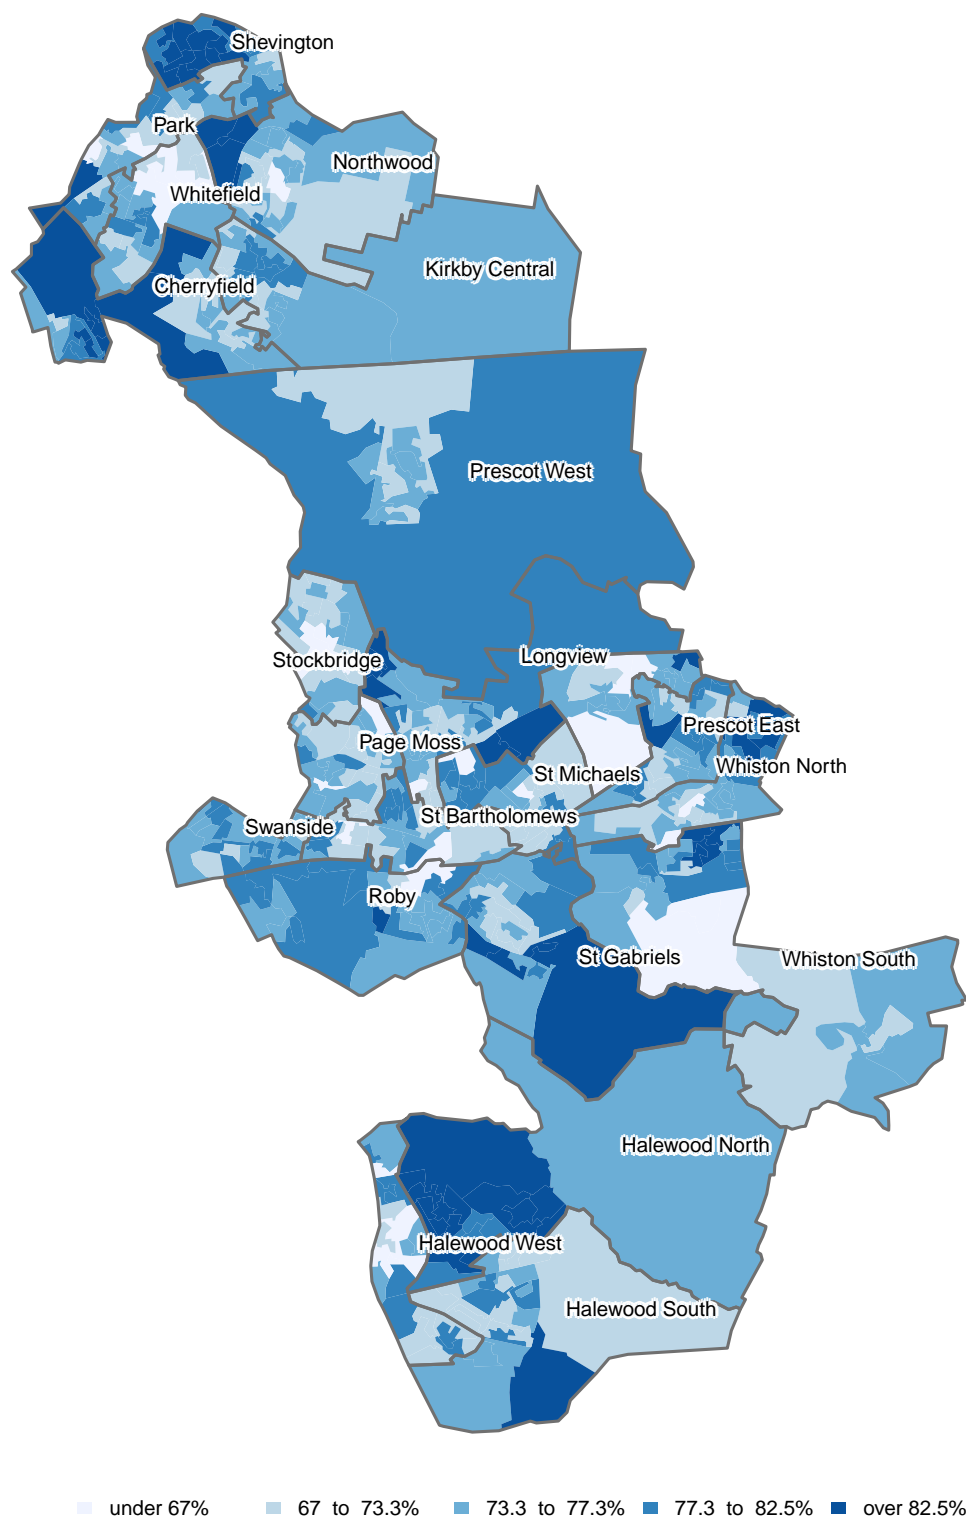 Shevington
Park
Northwood
Whitefield
Kirkby Central
Cherryfield
Prescot West
Longview
Stockbridge
Prescot East
Page Moss
Whiston North
St Michaels
St Bartholomews
Swanside
Roby
St Gabriels
Whiston South
Halewood North
Halewood West
Halewood South
under 67% 67 to 73.3% 73.3 to 77.3% 77.3 to 82.5% over 82.5%